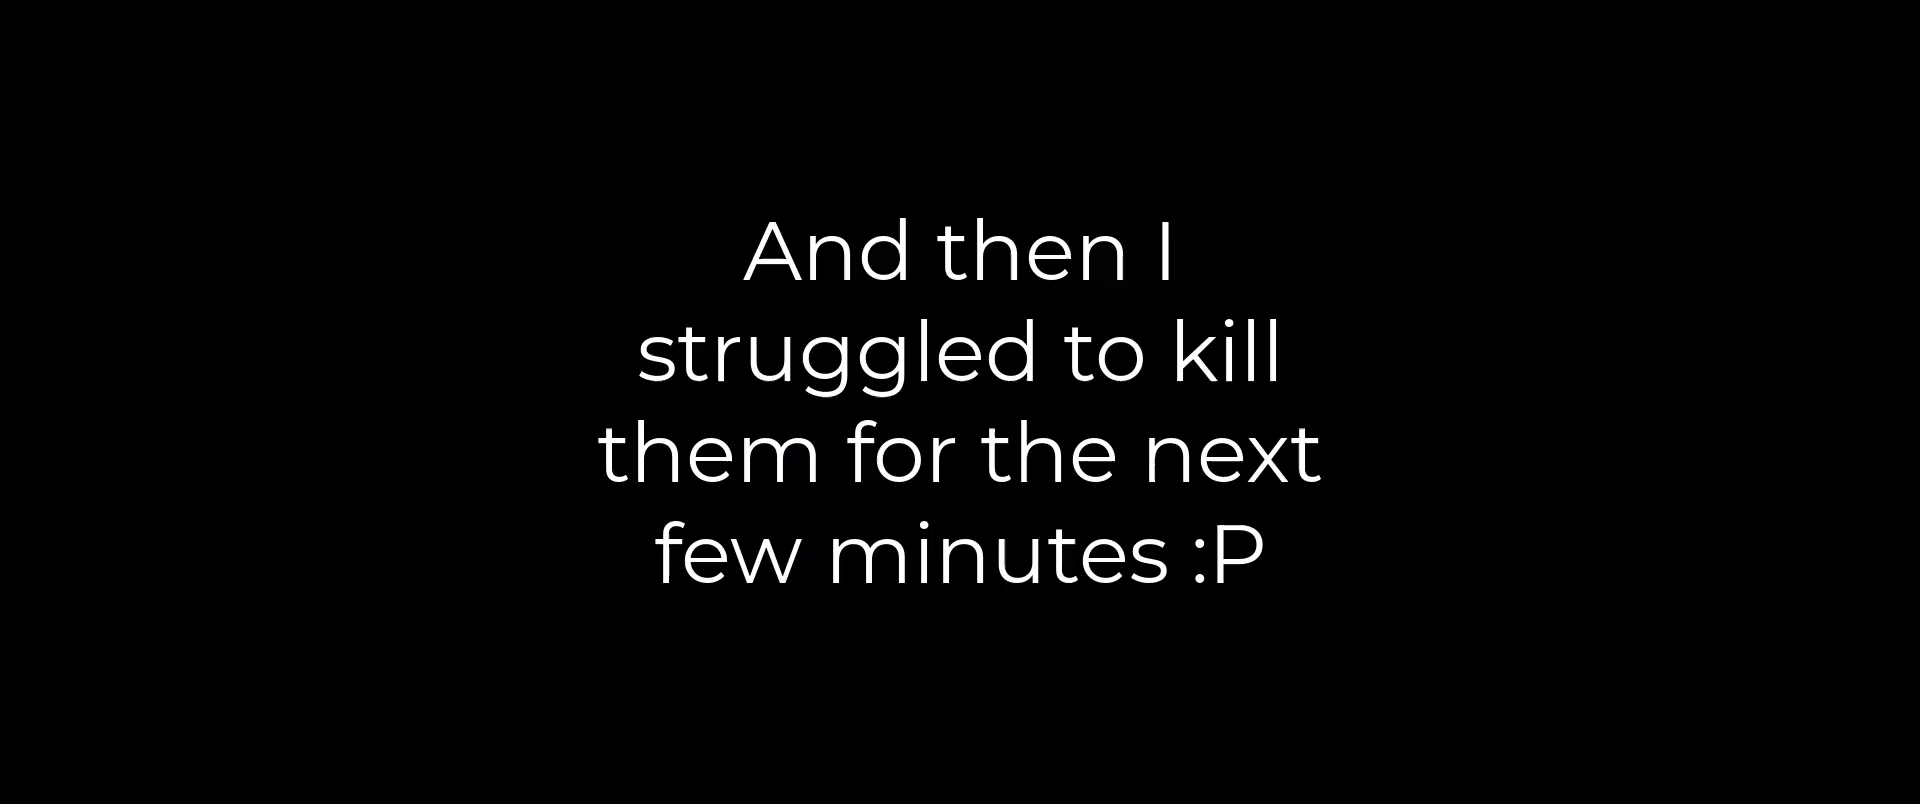 And then I
struggled to kill
them for the next
few minutes :P